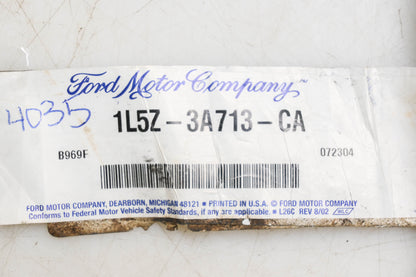 Ford Motor Company™
4035
1L5Z-3A713-CA
B969F 072304
FORD MOTOR COMPANY, DEARBORN, MICHIGAN 48121 ■ PRINTED IN U.S.A. © FORD MOTOR COMPANY
Conforms to Federal Motor Vehicle Safety Standards, if any are applicable. ■ L26C REV 8/02